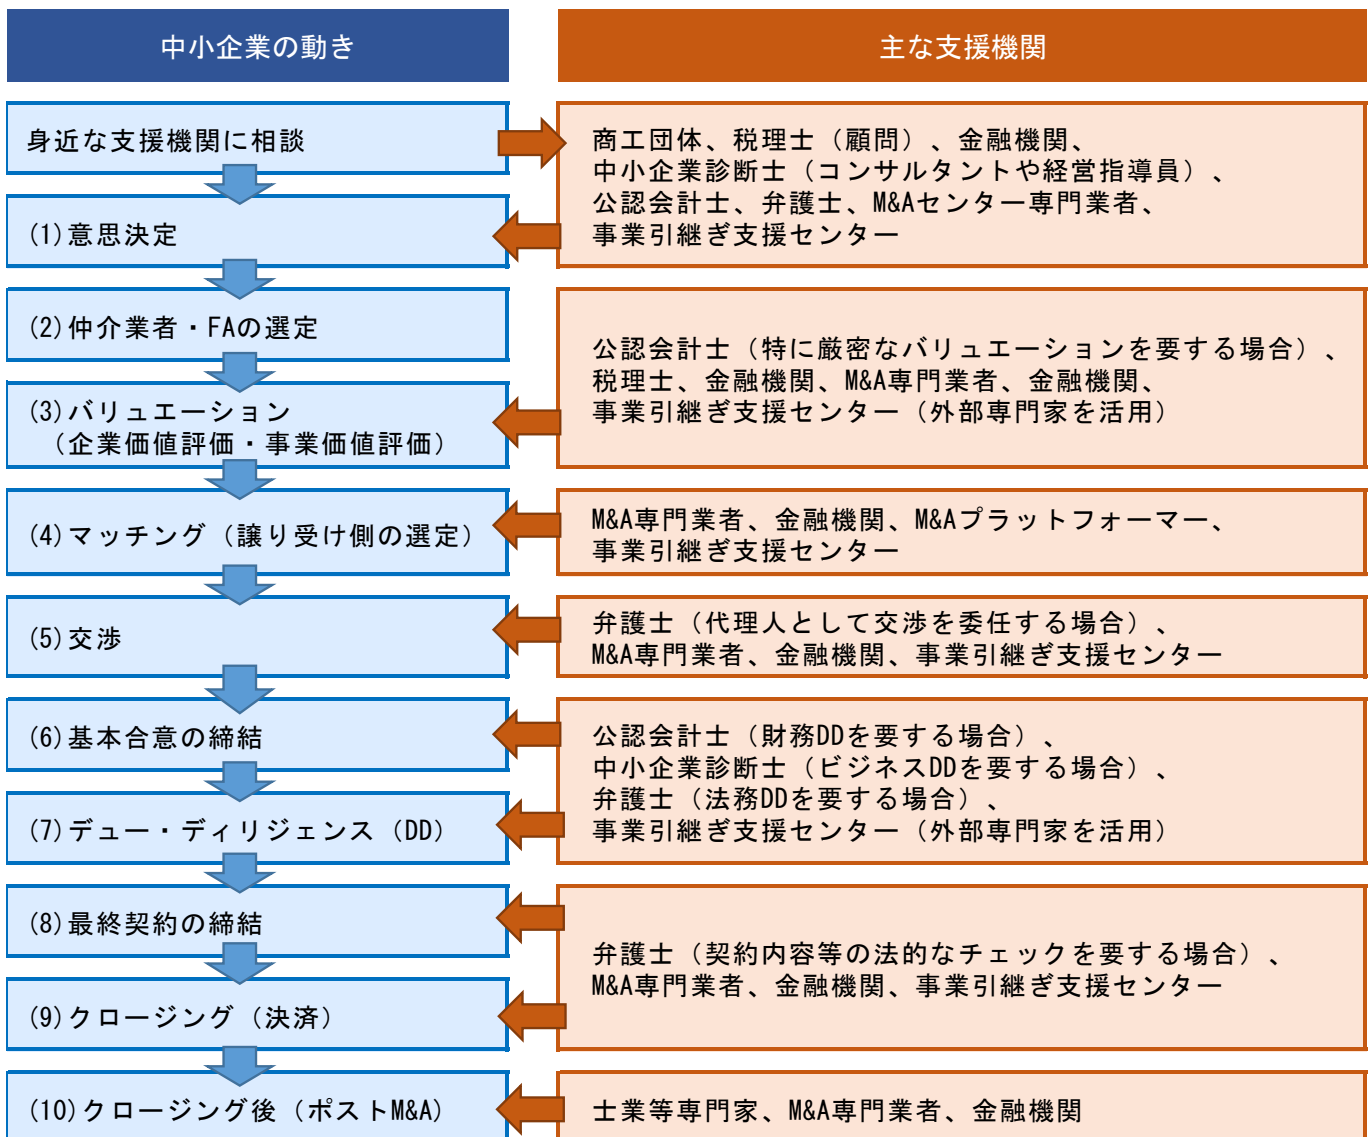 中小企業の動き
主な支援機関
身近な支援機関に相談
商工団体、税理士（顧問）、金融機関、
中小企業診断士（コンサルタントや経営指導員）、
公認会計士、弁護士、M&Aセンター専門業者、
事業引継ぎ支援センター
(1)意思決定
(2)仲介業者・FAの選定
公認会計士（特に厳密なバリュエーションを要する場合）、
税理士、金融機関、M&A専門業者、金融機関、
事業引継ぎ支援センター（外部専門家を活用）
(3)バリュエーション
（企業価値評価・事業価値評価）
(4)マッチング（譲り受け側の選定）
M&A専門業者、金融機関、M&Aプラットフォーマー、
事業引継ぎ支援センター
(5)交渉
弁護士（代理人として交渉を委任する場合）、
M&A専門業者、金融機関、事業引継ぎ支援センター
(6)基本合意の締結
公認会計士（財務DDを要する場合）、
中小企業診断士（ビジネスDDを要する場合）、
弁護士（法務DDを要する場合）、
事業引継ぎ支援センター（外部専門家を活用）
(7)デュー・ディリジェンス（DD）
(8)最終契約の締結
弁護士（契約内容等の法的なチェックを要する場合）、
M&A専門業者、金融機関、事業引継ぎ支援センター
(9)クロージング（決済）
(10)クロージング後（ポストM&A）
士業等専門家、M&A専門業者、金融機関